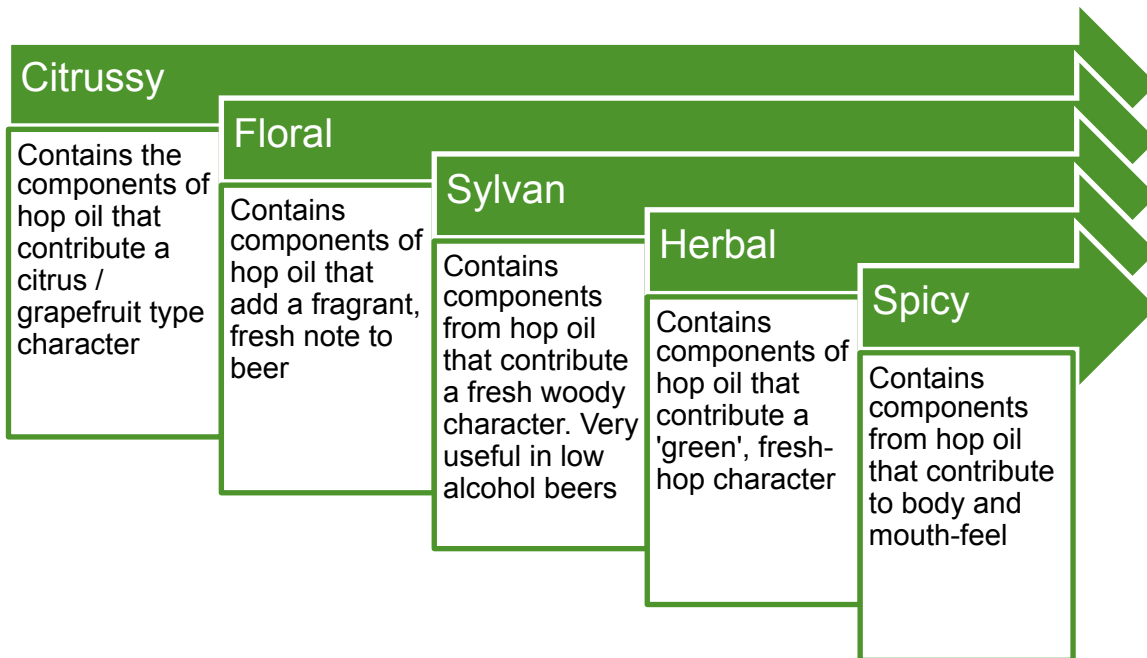 Citrussy
Contains the
components of
hop oil that
contribute a
citrus /
grapefruit type
character
Floral
Contains
components of
hop oil that
add a fragrant,
fresh note to
beer
Sylvan
Contains
components
from hop oil
that contribute
a fresh woody
character. Very
useful in low
alcohol beers
Herbal
Contains
components of
hop oil that
contribute a
'green', fresh-
hop character
Spicy
Contains
components
from hop oil
that contribute
to body and
mouth-feel